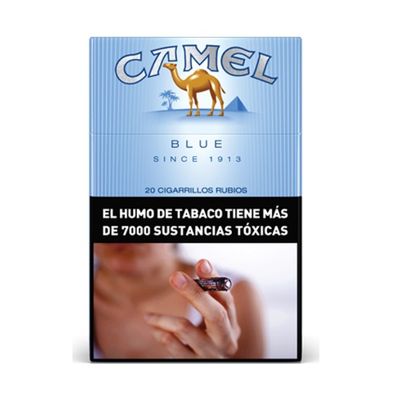 CAMEL
BLUE
SINCE 1913
20 CIGARRILLOS RUBIOS
EL HUMO DE TABACO TIENE MÁS
DE 7000 SUSTANCIAS TÓXICAS